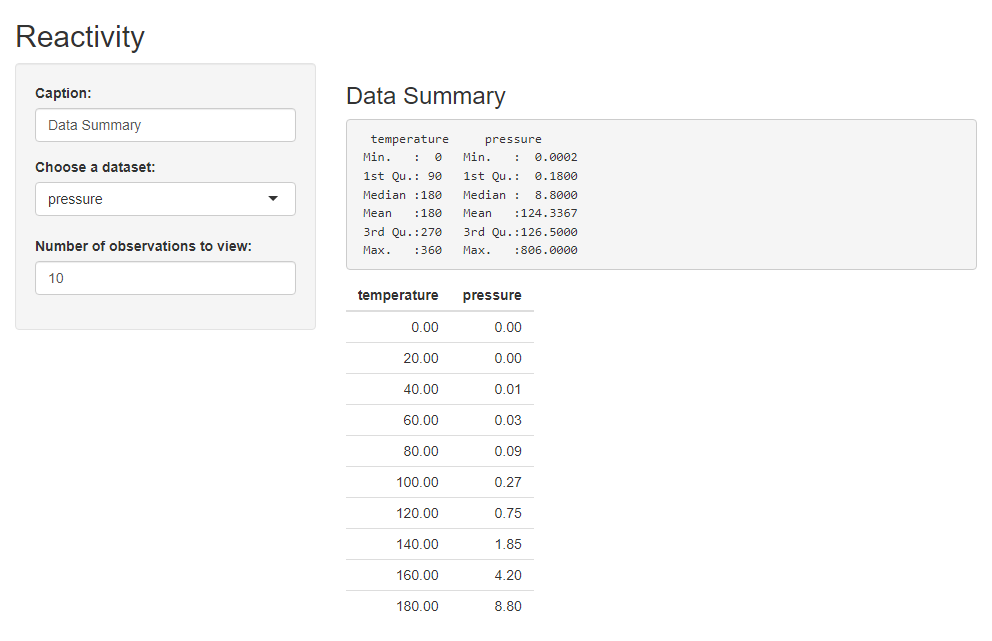 Reactivity
Caption:
Data Summary
Choose a dataset:
pressure
Number of observations to view:
10
Data Summary
temperature pressure
Min. : 0 Min. : 0.0002
1st Qu.: 90 1st Qu.: 0.1800
Median :180 Median : 8.8000
Mean :180 Mean :124.3367
3rd Qu.:270 3rd Qu.:126.5000
Max. :360 Max. :806.0000
temperature pressure
0.00 0.00
20.00 0.00
40.00 0.01
60.00 0.03
80.00 0.09
100.00 0.27
120.00 0.75
140.00 1.85
160.00 4.20
180.00 8.80